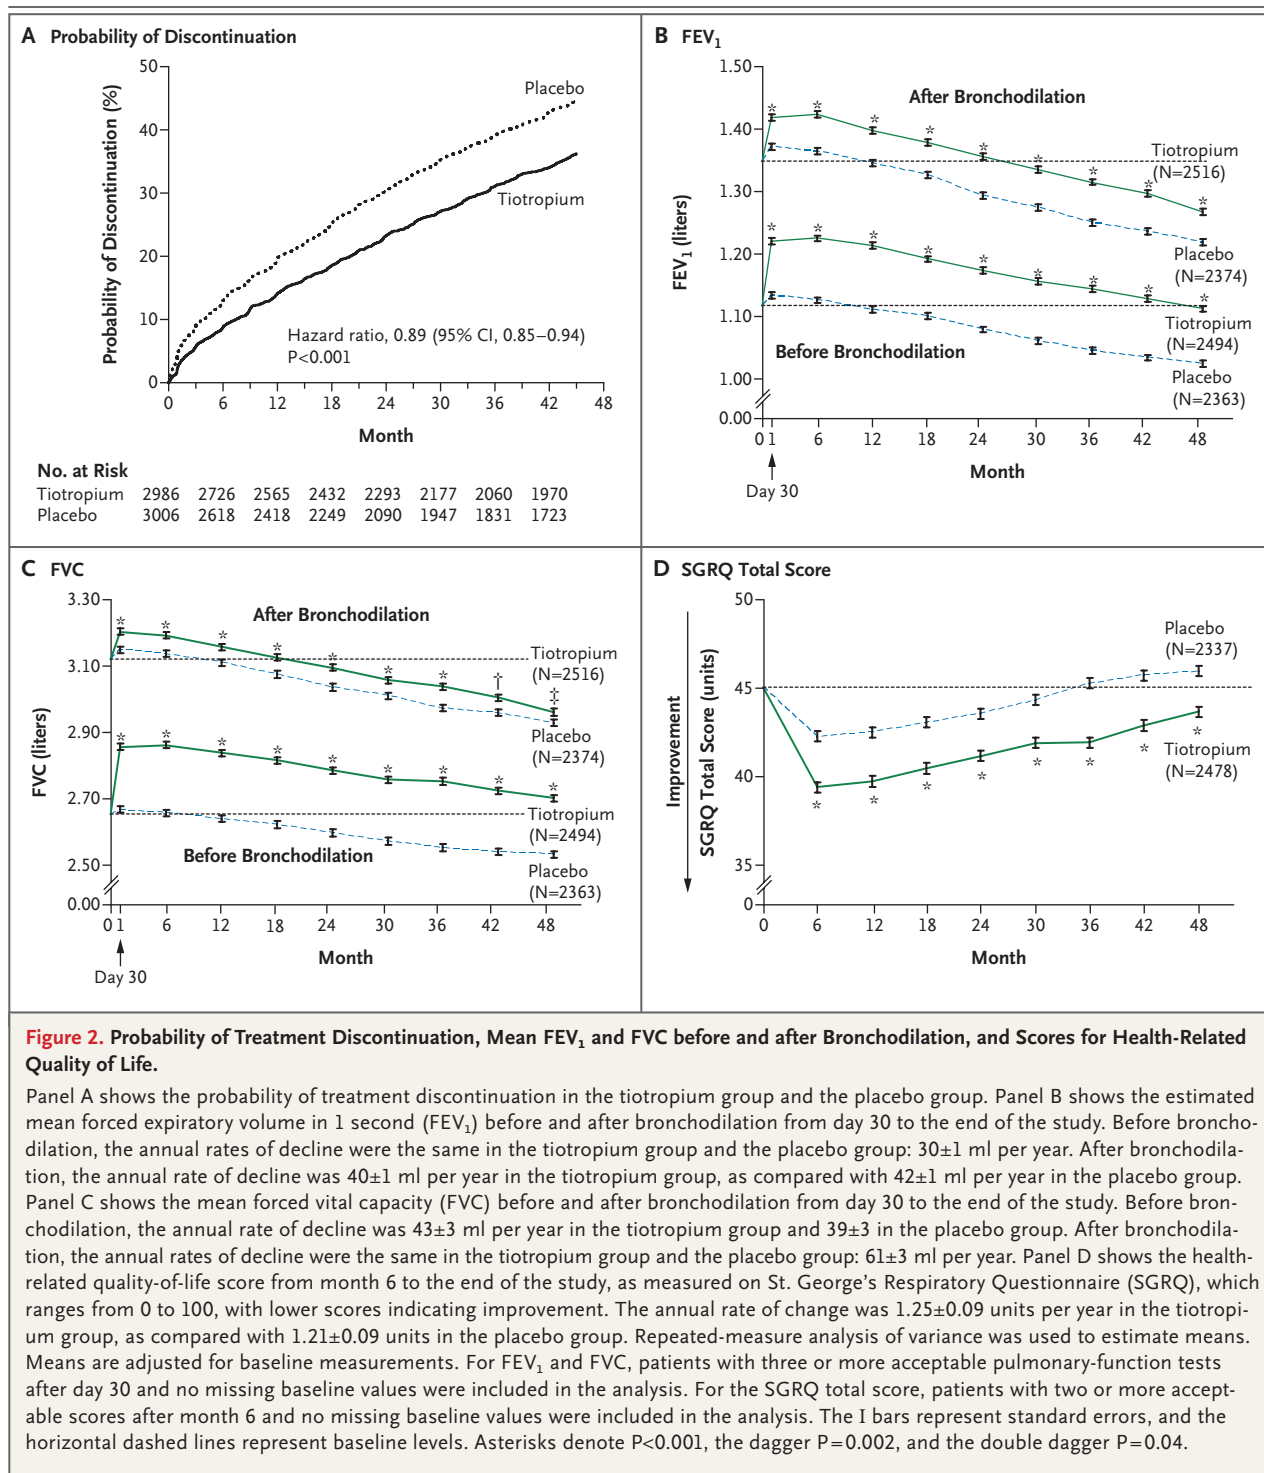 A Probability of Discontinuation
Probability of Discontinuation (%)
50
40
30
20
10
0
Placebo
Tiotropium
Hazard ratio, 0.89 (95% CI, 0.85–0.94)
P<0.001
0 6 12 18 24 30 36 42 48
Month
No. at Risk
Tiotropium 2986 2726 2565 2432 2293 2177 2060 1970
Placebo 3006 2618 2418 2249 2090 1947 1831 1723
B FEV1
FEV1 (liters)
1.50
1.40
1.30
1.20
1.10
1.00
0.00
After Bronchodilation
* * * * * * * * *
Tiotropium
(N=2516)
Placebo
(N=2374)
* * * * * * * * *
Tiotropium
(N=2494)
Before Bronchodilation
Placebo
(N=2363)
0 1 6 12 18 24 30 36 42 48
Month
Day 30
C FVC
FVC (liters)
3.30
3.10
2.90
2.70
2.50
0.00
After Bronchodilation
* * * * * * * † ‡
Tiotropium
(N=2516)
Placebo
(N=2374)
* * * * * * * * *
Tiotropium
(N=2494)
Before Bronchodilation
Placebo
(N=2363)
0 1 6 12 18 24 30 36 42 48
Month
Day 30
D SGRQ Total Score
Improvement
SGRQ Total Score (units)
50
45
40
35
0
Placebo
(N=2337)
Tiotropium
(N=2478)
* * * * * * * *
0 6 12 18 24 30 36 42 48
Month
Figure 2. Probability of Treatment Discontinuation, Mean FEV1 and FVC before and after Bronchodilation, and Scores for Health-Related
Quality of Life.
Panel A shows the probability of treatment discontinuation in the tiotropium group and the placebo group. Panel B shows the estimated
mean forced expiratory volume in 1 second (FEV1) before and after bronchodilation from day 30 to the end of the study. Before broncho-
dilation, the annual rates of decline were the same in the tiotropium group and the placebo group: 30±1 ml per year. After bronchodila-
tion, the annual rate of decline was 40±1 ml per year in the tiotropium group, as compared with 42±1 ml per year in the placebo group.
Panel C shows the mean forced vital capacity (FVC) before and after bronchodilation from day 30 to the end of the study. Before bron-
chodilation, the annual rate of decline was 43±3 ml per year in the tiotropium group and 39±3 in the placebo group. After bronchodila-
tion, the annual rates of decline were the same in the tiotropium group and the placebo group: 61±3 ml per year. Panel D shows the health-
related quality-of-life score from month 6 to the end of the study, as measured on St. George's Respiratory Questionnaire (SGRQ), which
ranges from 0 to 100, with lower scores indicating improvement. The annual rate of change was 1.25±0.09 units per year in the tiotropi-
um group, as compared with 1.21±0.09 units in the placebo group. Repeated-measure analysis of variance was used to estimate means.
Means are adjusted for baseline measurements. For FEV1 and FVC, patients with three or more acceptable pulmonary-function tests
after day 30 and no missing baseline values were included in the analysis. For the SGRQ total score, patients with two or more accept-
able scores after month 6 and no missing baseline values were included in the analysis. The I bars represent standard errors, and the
horizontal dashed lines represent baseline levels. Asterisks denote P<0.001, the dagger P=0.002, and the double dagger P=0.04.